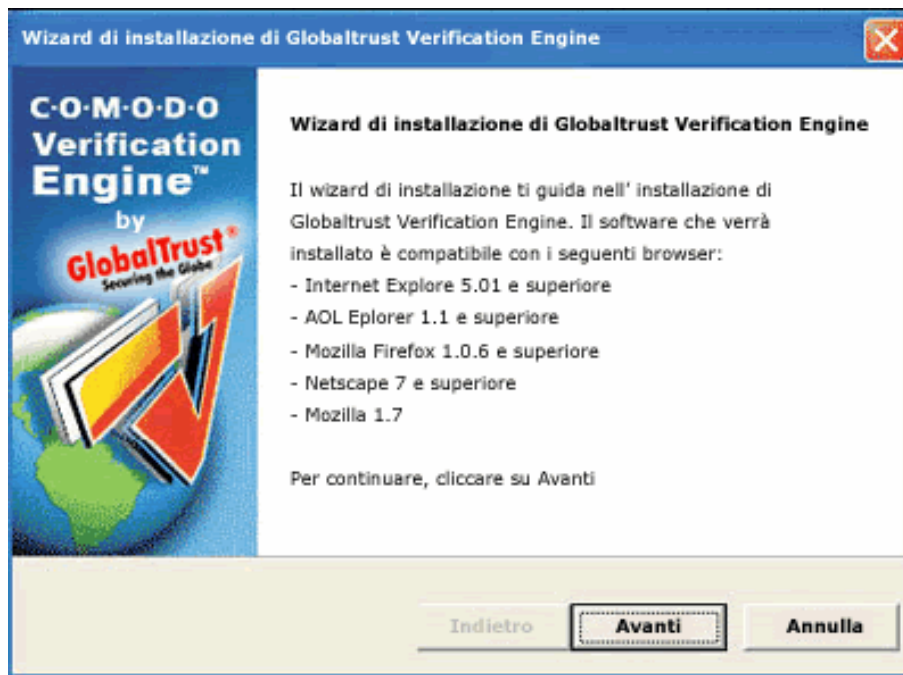 Wizard di installazione di Globaltrust Verification Engine
C·O·M·O·D·O
Verification
Engine™
by
GlobalTrust®
Securing the Globe
Wizard di installazione di Globaltrust Verification Engine
Il wizard di installazione ti guida nell' installazione di
Globaltrust Verification Engine. Il software che verrà
installato è compatibile con i seguenti browser:
- Internet Explore 5.01 e superiore
- AOL Eplorer 1.1 e superiore
- Mozilla Firefox 1.0.6 e superiore
- Netscape 7 e superiore
- Mozilla 1.7
Per continuare, cliccare su Avanti
Indietro
Avanti
Annulla